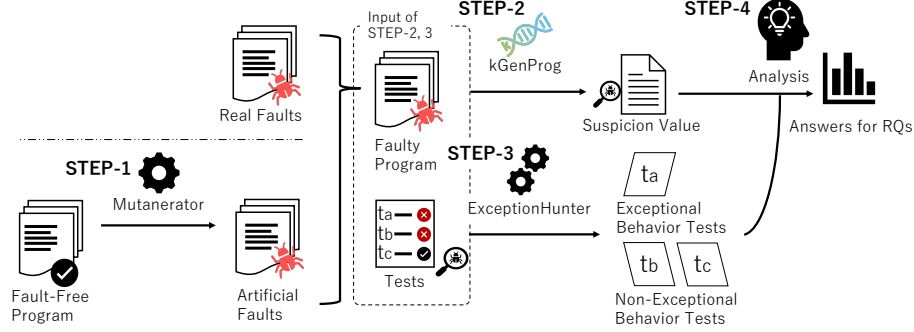 STEP-2
STEP-4
Input of
STEP-2, 3
kGenProg
Analysis
Real Faults
Suspicion Value
Answers for RQs
Faulty
Program
STEP-1
STEP-3
Mutanerator
ta
tb
tc
ExceptionHunter
ta
Exceptional
Behavior Tests
Tests
tb
tc
Fault-Free
Program
Artificial
Faults
Non-Exceptional
Behavior Tests